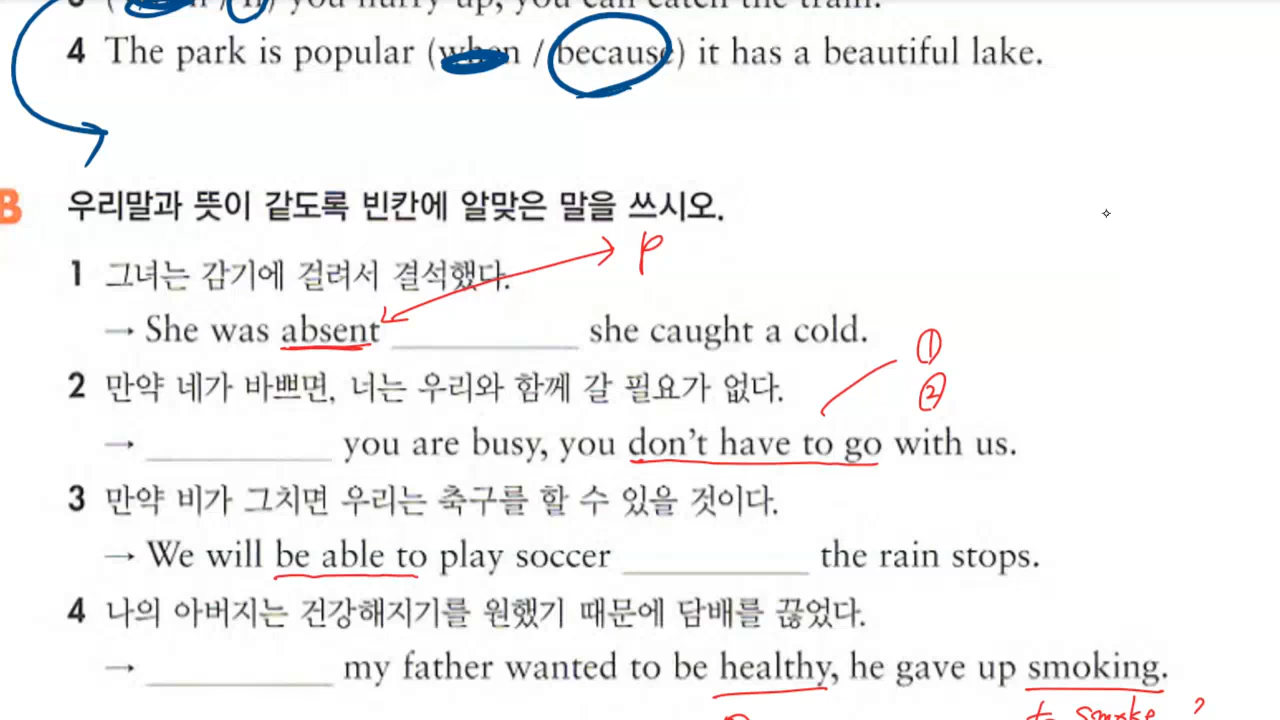 you hurry up, you can catch the train.
4 The park is popular (when / because) it has a beautiful lake.
B 우리말과 뜻이 같도록 빈칸에 알맞은 말을 쓰시오.
p
1 그녀는 감기에 걸려서 결석했다.
→ She was absent she caught a cold.
①
2 만약 네가 바쁘면, 너는 우리와 함께 갈 필요가 없다.
②
→ you are busy, you don't have to go with us.
3 만약 비가 그치면 우리는 축구를 할 수 있을 것이다.
→ We will be able to play soccer the rain stops.
4 나의 아버지는 건강해지기를 원했기 때문에 담배를 끊었다.
→ my father wanted to be healthy, he gave up smoking.
to smoke ?